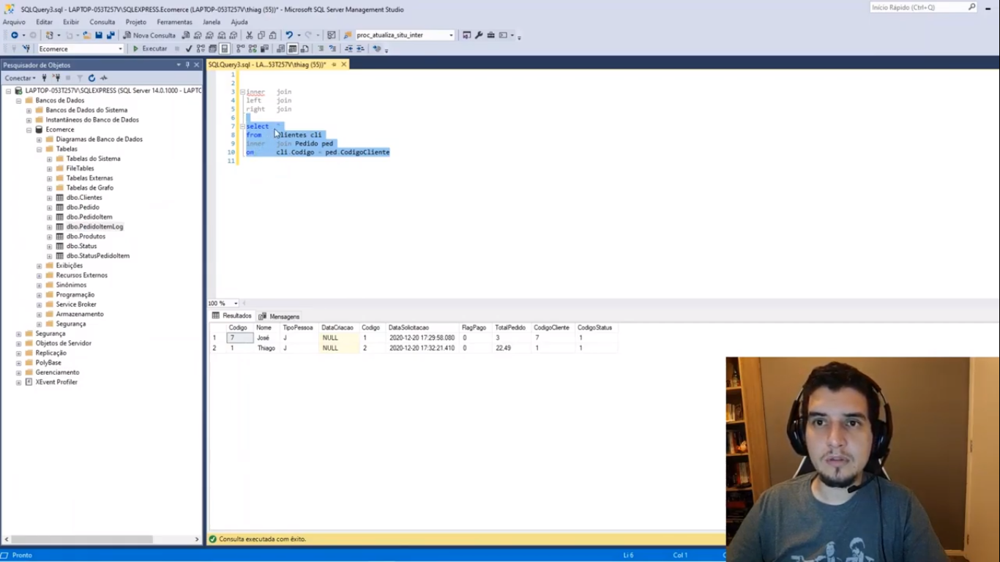 SQLQuery3.sql - LAPTOP-053T257V\SQLEXPRESS.Ecomerce (LAPTOP-053T257V\thiag (55))* - Microsoft SQL Server Management Studio
Início Rápido (Ctrl+Q)
Arquivo Editar Exibir Consulta Projeto Ferramentas Janela Ajuda
Nova Consulta proc_atualiza_situ_inter
Ecomerce Executar
Pesquisador de Objetos
SQLQuery3.sql - LA...53T257V\thiag (55))*
Conectar
LAPTOP-053T257V\SQLEXPRESS (SQL Server 14.0.1000 - LAPTC
Bancos de Dados
Bancos de Dados do Sistema
Instantâneos do Banco de Dados
Ecomerce
Diagramas de Banco de Dados
Tabelas
Tabelas do Sistema
FileTables
Tabelas Externas
Tabelas de Grafo
dbo.Clientes
dbo.Pedido
dbo.PedidoItem
dbo.PedidoItemLog
dbo.Produtos
dbo.Status
dbo.StatusPedidoItem
Exibições
Recursos Externos
Sinônimos
Programação
Service Broker
Armazenamento
Segurança
Segurança
Objetos de Servidor
Replicação
PolyBase
Gerenciamento
XEvent Profiler
1
2
3 inner join
4 left join
5 right join
6
7 select *
8 from Clientes cli
9 inner join Pedido ped
10 on cli.Codigo = ped.CodigoCliente
11
100 %
Resultados Mensagens
Codigo Nome TipoPessoa DataCriacao Codigo DataSolicitacao FlagPago TotalPedido CodigoCliente CodigoStatus
1 7 José J NULL 1 2020-12-20 17:29:58.080 0 3 7 1
2 1 Thiago J NULL 2 2020-12-20 17:32:21.410 0 22,49 1 1
Consulta executada com êxito.
Pronto Li 6 Col 1